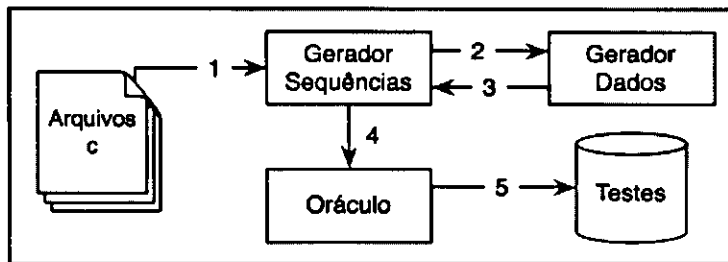 1
Gerador
Sequências
2
3
Gerador
Dados
Arquivos
c
4
Oráculo
5
Testes